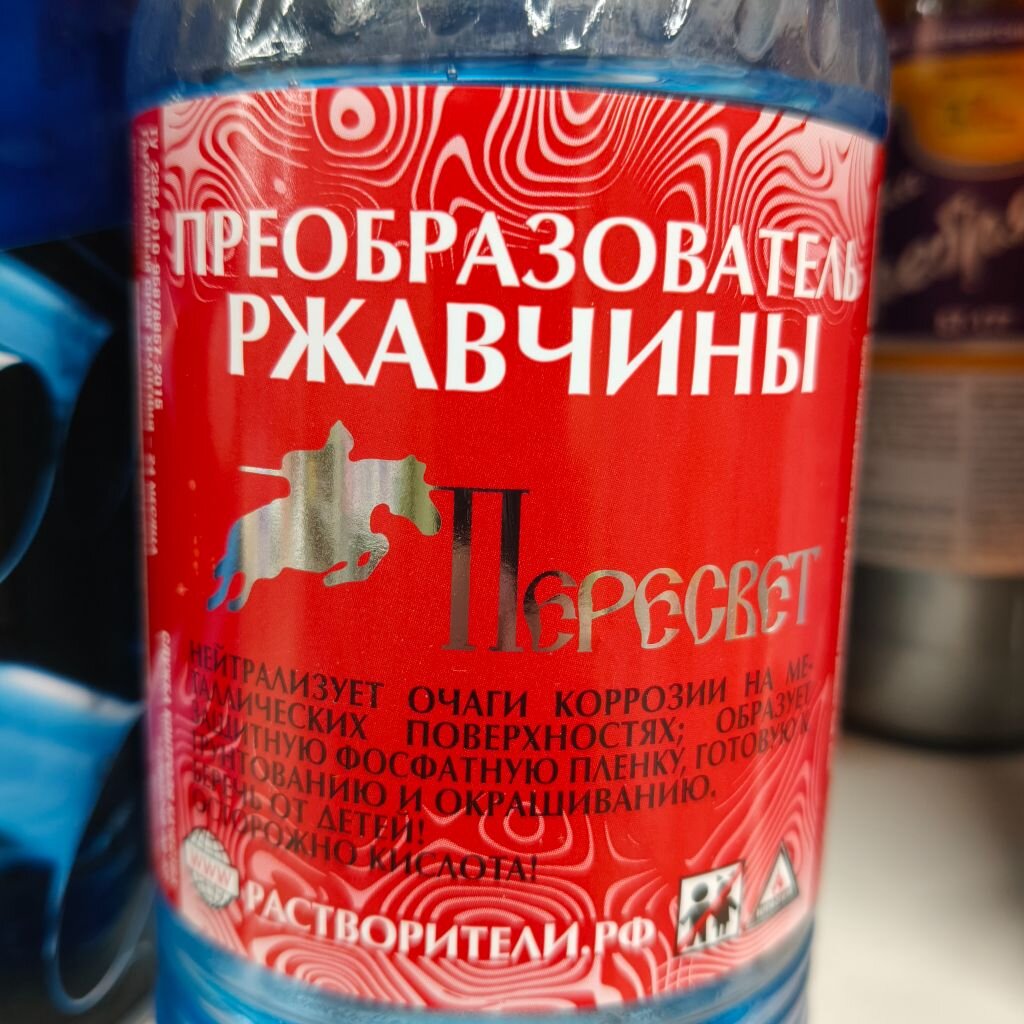 ПРЕОБРАЗОВАТЕЛЬ
РЖАВЧИНЫ
ПЕРЕСВЕТ
НЕЙТРАЛИЗУЕТ ОЧАГИ КОРРОЗИИ НА МЕ-
ТАЛЛИЧЕСКИХ ПОВЕРХНОСТЯХ; ОБРАЗУЕТ
ЗАЩИТНУЮ ФОСФАТНУЮ ПЛЕНКУ, ГОТОВУЮ К
ГРУНТОВАНИЮ И ОКРАШИВАНИЮ.
БЕРЕЧЬ ОТ ДЕТЕЙ!
ОСТОРОЖНО КИСЛОТА!
WWW
РАСТВОРИТЕЛИ.РФ